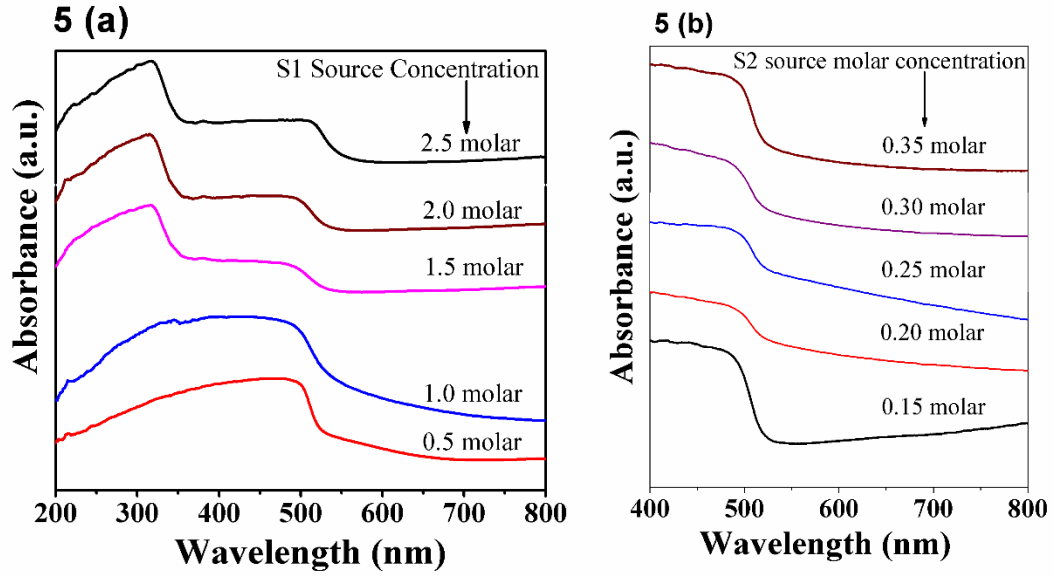 5 (a)
S1 Source Concentration
2.5 molar
2.0 molar
1.5 molar
1.0 molar
0.5 molar
Absorbance (a.u.)
200 300 400 500 600 700 800
Wavelength (nm)
5 (b)
S2 source molar concentration
0.35 molar
0.30 molar
0.25 molar
0.20 molar
0.15 molar
Absorbance (a.u.)
400 500 600 700 800
Wavelength (nm)